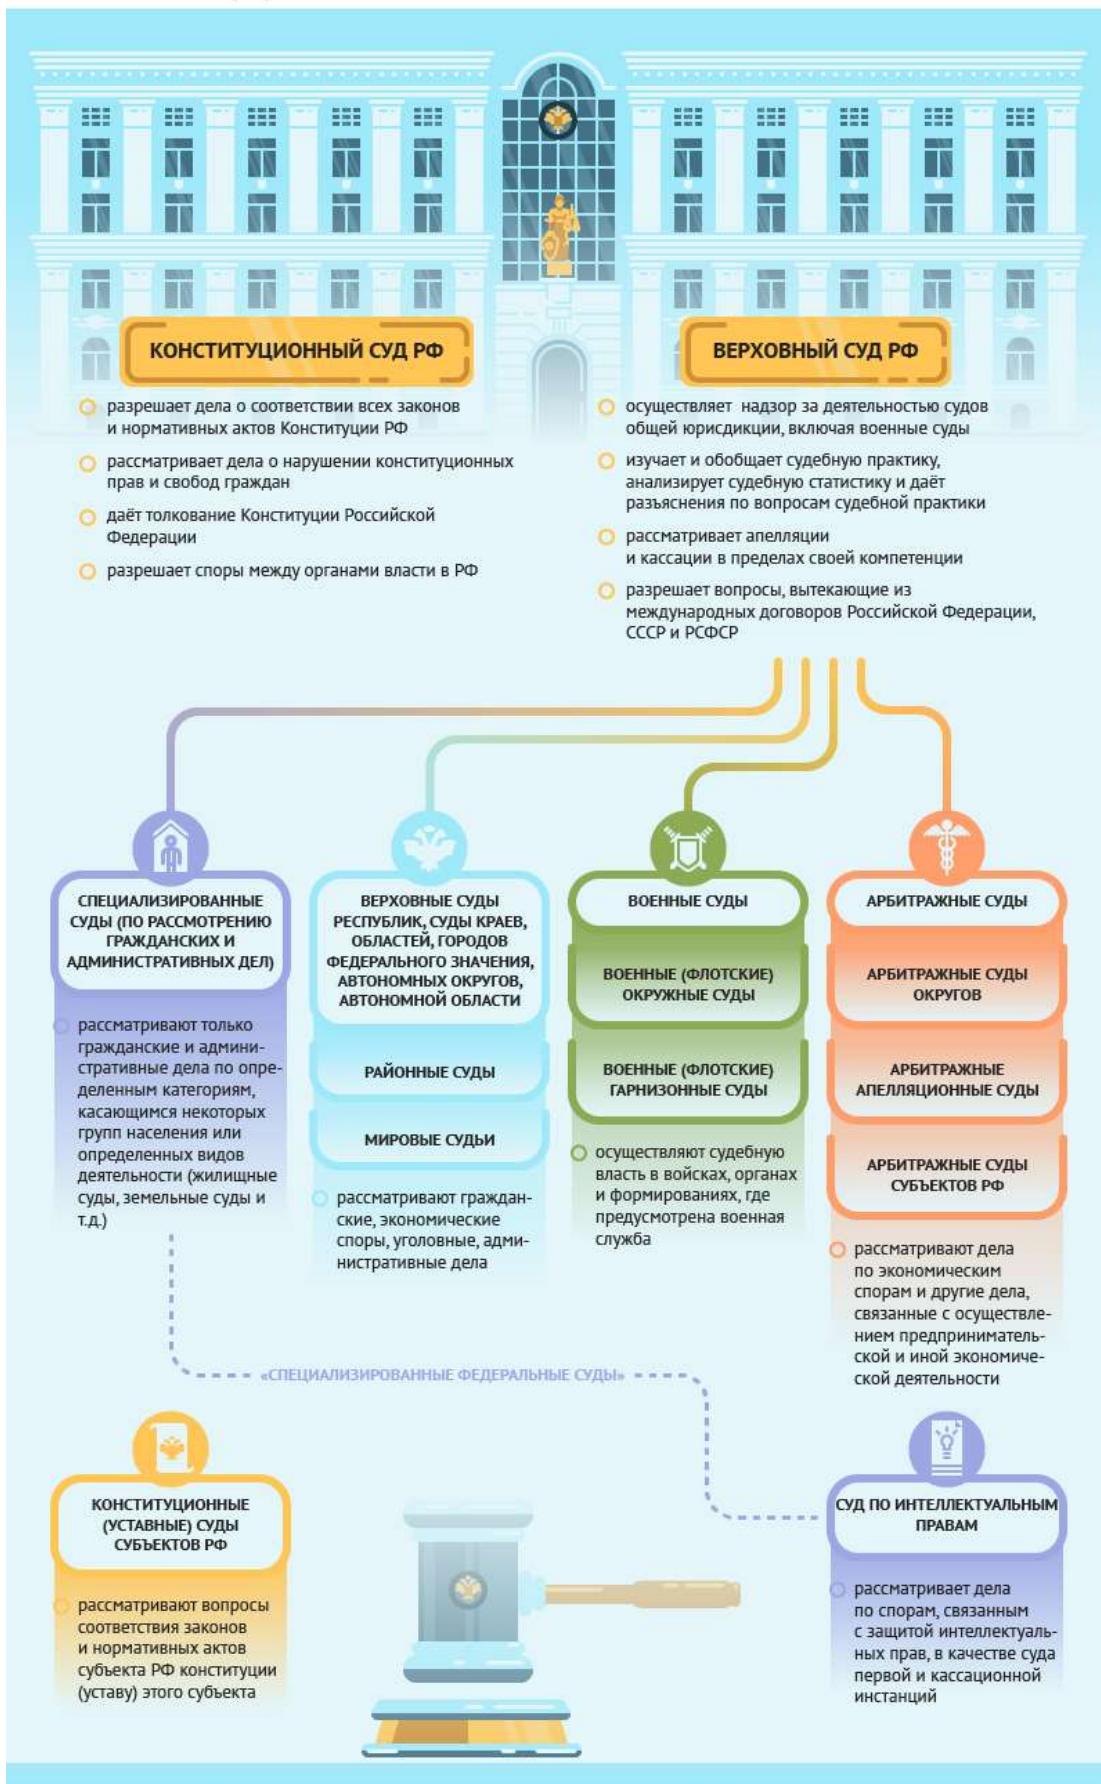 КОНСТИТУЦИОННЫЙ СУД РФ
разрешает дела о соответствии всех законов
и нормативных актов Конституции РФ
рассматривает дела о нарушении конституционных
прав и свобод граждан
даёт толкование Конституции Российской
Федерации
разрешает споры между органами власти в РФ
ВЕРХОВНЫЙ СУД РФ
осуществляет надзор за деятельностью судов
общей юрисдикции, включая военные суды
изучает и обобщает судебную практику,
анализирует судебную статистику и даёт
разъяснения по вопросам судебной практики
рассматривает апелляции
и кассации в пределах своей компетенции
разрешает вопросы, вытекающие из
международных договоров Российской Федерации,
СССР и РСФСР
СПЕЦИАЛИЗИРОВАННЫЕ
СУДЫ (ПО РАССМОТРЕНИЮ
ГРАЖДАНСКИХ И
АДМИНИСТРАТИВНЫХ ДЕЛ)
рассматривают только
гражданские и админи-
стративные дела по опре-
деленным категориям,
касающимся некоторых
групп населения или
определенных видов
деятельности (жилищные
суды, земельные суды и
т.д.)
ВЕРХОВНЫЕ СУДЫ
РЕСПУБЛИК, СУДЫ КРАЕВ,
ОБЛАСТЕЙ, ГОРОДОВ
ФЕДЕРАЛЬНОГО ЗНАЧЕНИЯ,
АВТОНОМНЫХ ОКРУГОВ,
АВТОНОМНОЙ ОБЛАСТИ
РАЙОННЫЕ СУДЫ
МИРОВЫЕ СУДЬИ
рассматривают граждан-
ские, экономические
споры, уголовные, адми-
нистративные дела
ВОЕННЫЕ СУДЫ
ВОЕННЫЕ (ФЛОТСКИЕ)
ОКРУЖНЫЕ СУДЫ
ВОЕННЫЕ (ФЛОТСКИЕ)
ГАРНИЗОННЫЕ СУДЫ
осуществляют судебную
власть в войсках, органах
и формированиях, где
предусмотрена военная
служба
АРБИТРАЖНЫЕ СУДЫ
АРБИТРАЖНЫЕ СУДЫ
ОКРУГОВ
АРБИТРАЖНЫЕ
АПЕЛЛЯЦИОННЫЕ СУДЫ
АРБИТРАЖНЫЕ СУДЫ
СУБЪЕКТОВ РФ
рассматривают дела
по экономическим
спорам и другие дела,
связанные с осуществле-
нием предприниматель-
ской и иной экономиче-
ской деятельности
«СПЕЦИАЛИЗИРОВАННЫЕ ФЕДЕРАЛЬНЫЕ СУДЫ»
КОНСТИТУЦИОННЫЕ
(УСТАВНЫЕ) СУДЫ
СУБЪЕКТОВ РФ
рассматривают вопросы
соответствия законов
и нормативных актов
субъекта РФ конституции
(уставу) этого субъекта
СУД ПО ИНТЕЛЛЕКТУАЛЬНЫМ
ПРАВАМ
рассматривает дела
по спорам, связанным
с защитой интеллектуаль-
ных прав, в качестве суда
первой и кассационной
инстанций